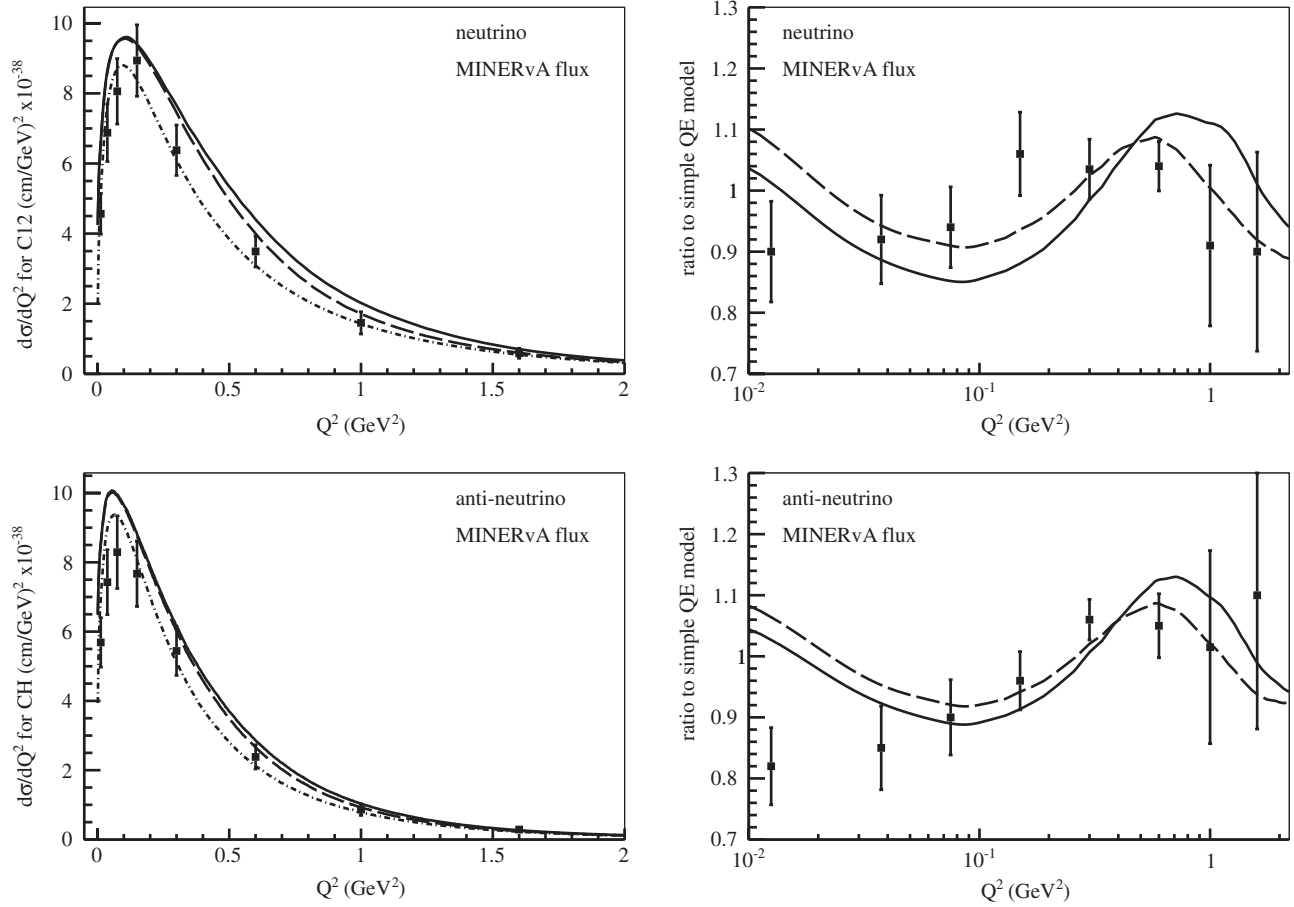 dσ/dQ² for C12 (cm/GeV)² x10⁻³⁸
10
8
6
4
2
0
0 0.5 1 1.5 2
Q² (GeV²)
neutrino
MINERvA flux
ratio to simple QE model
1.3
1.2
1.1
1
0.9
0.8
0.7
10⁻² 10⁻¹ 1
Q² (GeV²)
neutrino
MINERvA flux
dσ/dQ² for CH (cm/GeV)² x10⁻³⁸
10
8
6
4
2
0
0 0.5 1 1.5 2
Q² (GeV²)
anti-neutrino
MINERvA flux
ratio to simple QE model
1.3
1.2
1.1
1
0.9
0.8
0.7
10⁻² 10⁻¹ 1
Q² (GeV²)
anti-neutrino
MINERvA flux